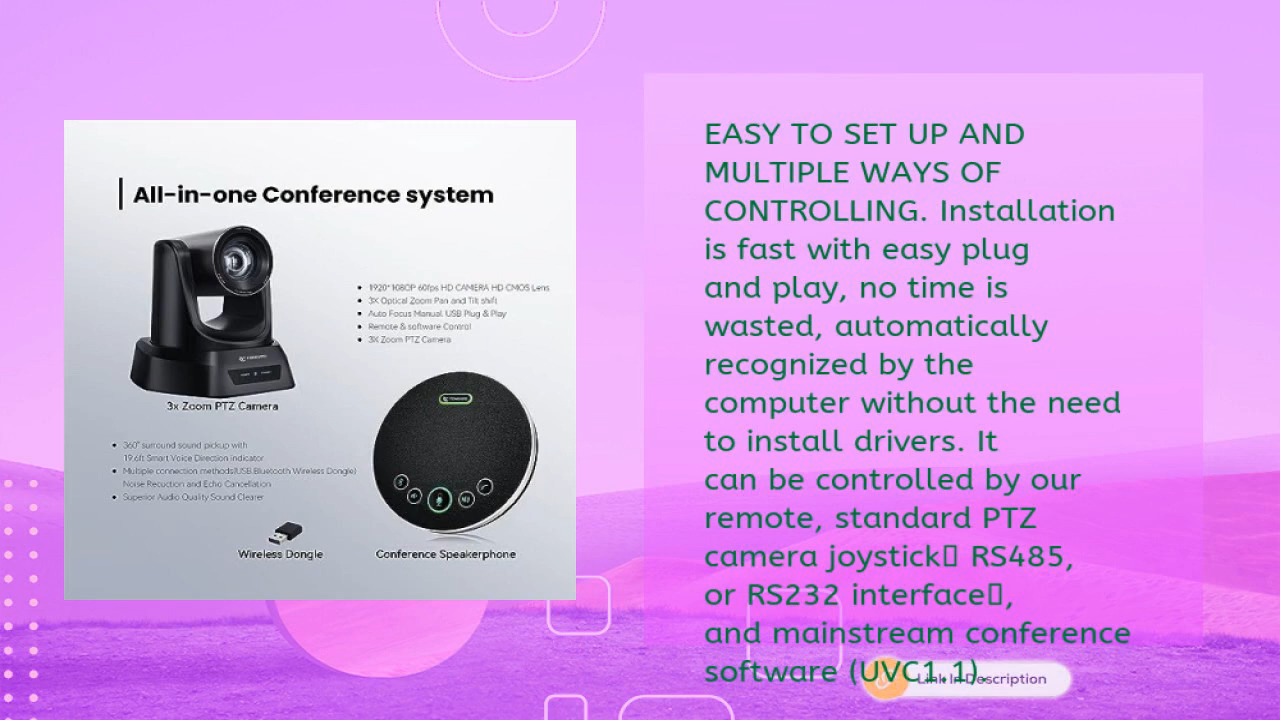 All-in-one Conference system
1920*1080P 60fps HD CAMERA HD CMOS Lens
3X Optical Zoom Pan and Tilt shift
Auto Focus Manual. USB Plug & Play
Remote & software Control
3X Zoom PTZ Camera
3x Zoom PTZ Camera
360° surround sound pickup with
19.6ft Smart Voice Direction indicator
Multiple connection methods(USB,Bluetooth Wireless Dongle)
Noise Recuction and Echo Cancellation
Superior Audio Quality Sound Clearer
Wireless Dongle
Conference Speakerphone
EASY TO SET UP AND
MULTIPLE WAYS OF
CONTROLLING. Installation
is fast with easy plug
and play, no time is
wasted, automatically
recognized by the
computer without the need
to install drivers. It
can be controlled by our
remote, standard PTZ
camera joystick▯ RS485,
or RS232 interface▯,
and mainstream conference
software (UVC1.1).
Link In Description